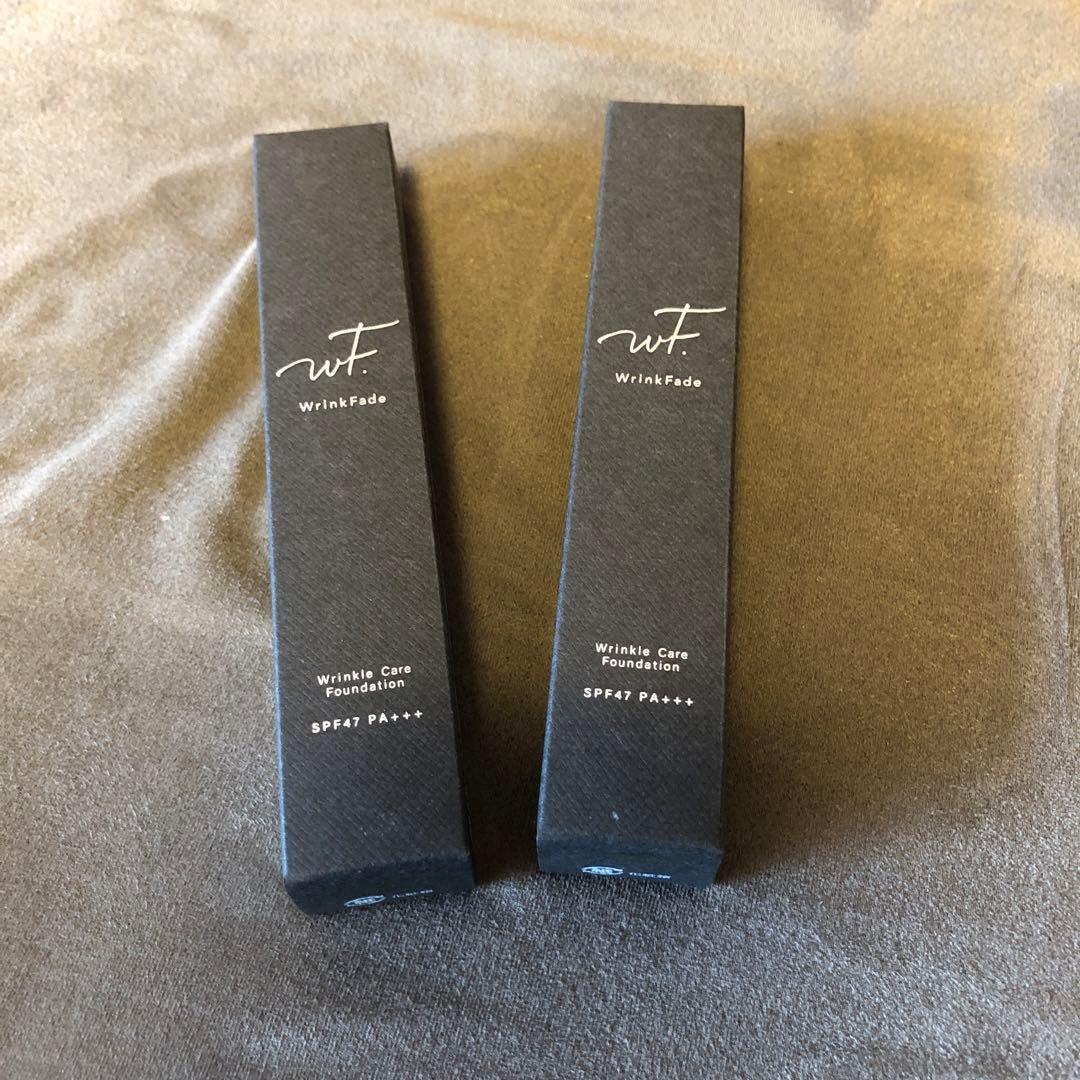 wF.
WrinkFade
Wrinkle Care
Foundation
SPF47 PA+++
wF.
WrinkFade
Wrinkle Care
Foundation
SPF47 PA+++